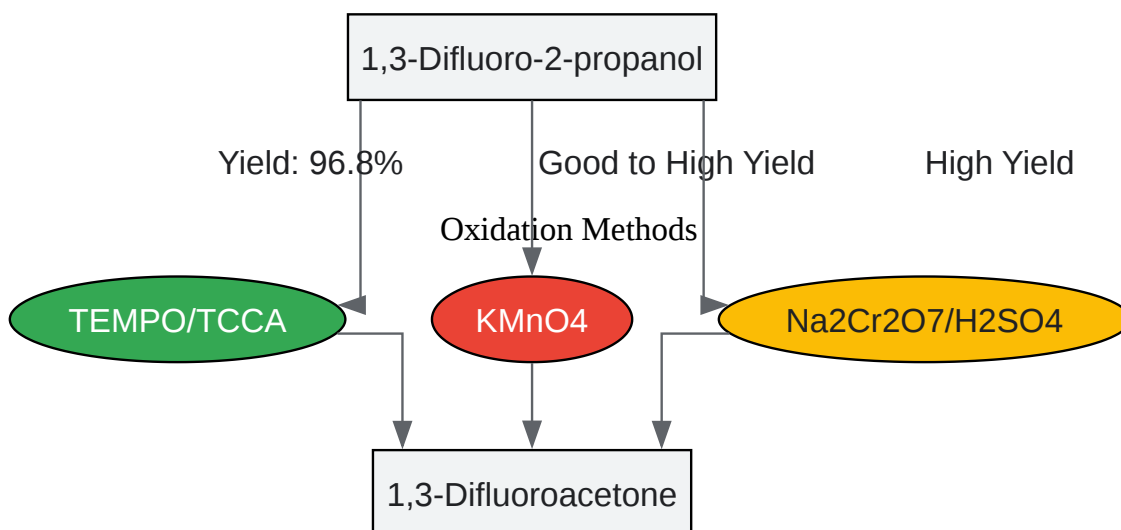 1,3-Difluoro-2-propanol
Yield: 96.8%
Good to High Yield
High Yield
Oxidation Methods
TEMPO/TCCA
KMnO4
Na2Cr2O7/H2SO4
1,3-Difluoroacetone